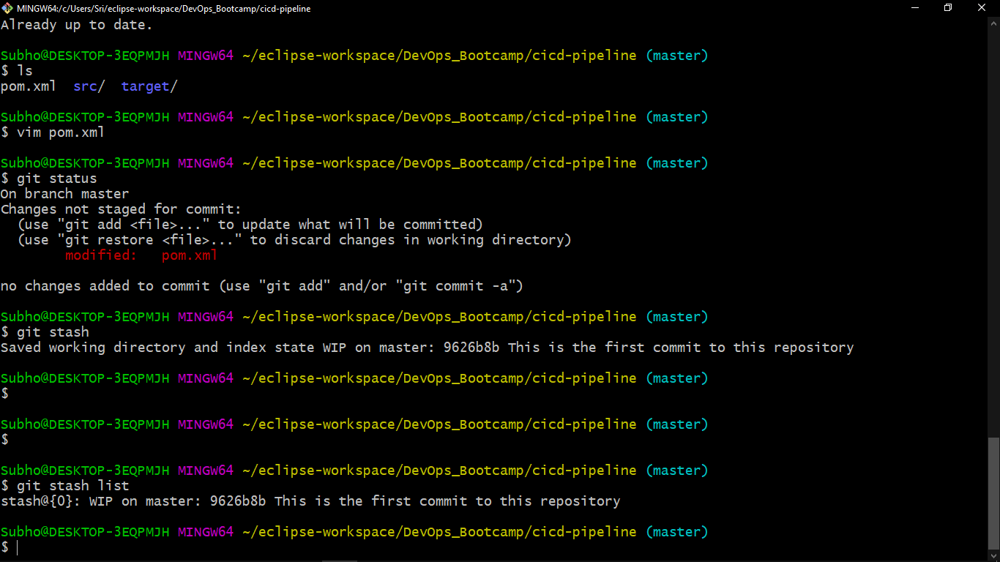 MINGW64:/c/Users/Sri/eclipse-workspace/DevOps_Bootcamp/cicd-pipeline
Already up to date.
Subho@DESKTOP-3EQPMJH MINGW64 ~/eclipse-workspace/DevOps_Bootcamp/cicd-pipeline (master)
$ ls
pom.xml  src/  target/
Subho@DESKTOP-3EQPMJH MINGW64 ~/eclipse-workspace/DevOps_Bootcamp/cicd-pipeline (master)
$ vim pom.xml
Subho@DESKTOP-3EQPMJH MINGW64 ~/eclipse-workspace/DevOps_Bootcamp/cicd-pipeline (master)
$ git status
On branch master
Changes not staged for commit:
  (use "git add <file>..." to update what will be committed)
  (use "git restore <file>..." to discard changes in working directory)
        modified:   pom.xml
no changes added to commit (use "git add" and/or "git commit -a")
Subho@DESKTOP-3EQPMJH MINGW64 ~/eclipse-workspace/DevOps_Bootcamp/cicd-pipeline (master)
$ git stash
Saved working directory and index state WIP on master: 9626b8b This is the first commit to this repository
Subho@DESKTOP-3EQPMJH MINGW64 ~/eclipse-workspace/DevOps_Bootcamp/cicd-pipeline (master)
$
Subho@DESKTOP-3EQPMJH MINGW64 ~/eclipse-workspace/DevOps_Bootcamp/cicd-pipeline (master)
$
Subho@DESKTOP-3EQPMJH MINGW64 ~/eclipse-workspace/DevOps_Bootcamp/cicd-pipeline (master)
$ git stash list
stash@{0}: WIP on master: 9626b8b This is the first commit to this repository
Subho@DESKTOP-3EQPMJH MINGW64 ~/eclipse-workspace/DevOps_Bootcamp/cicd-pipeline (master)
$